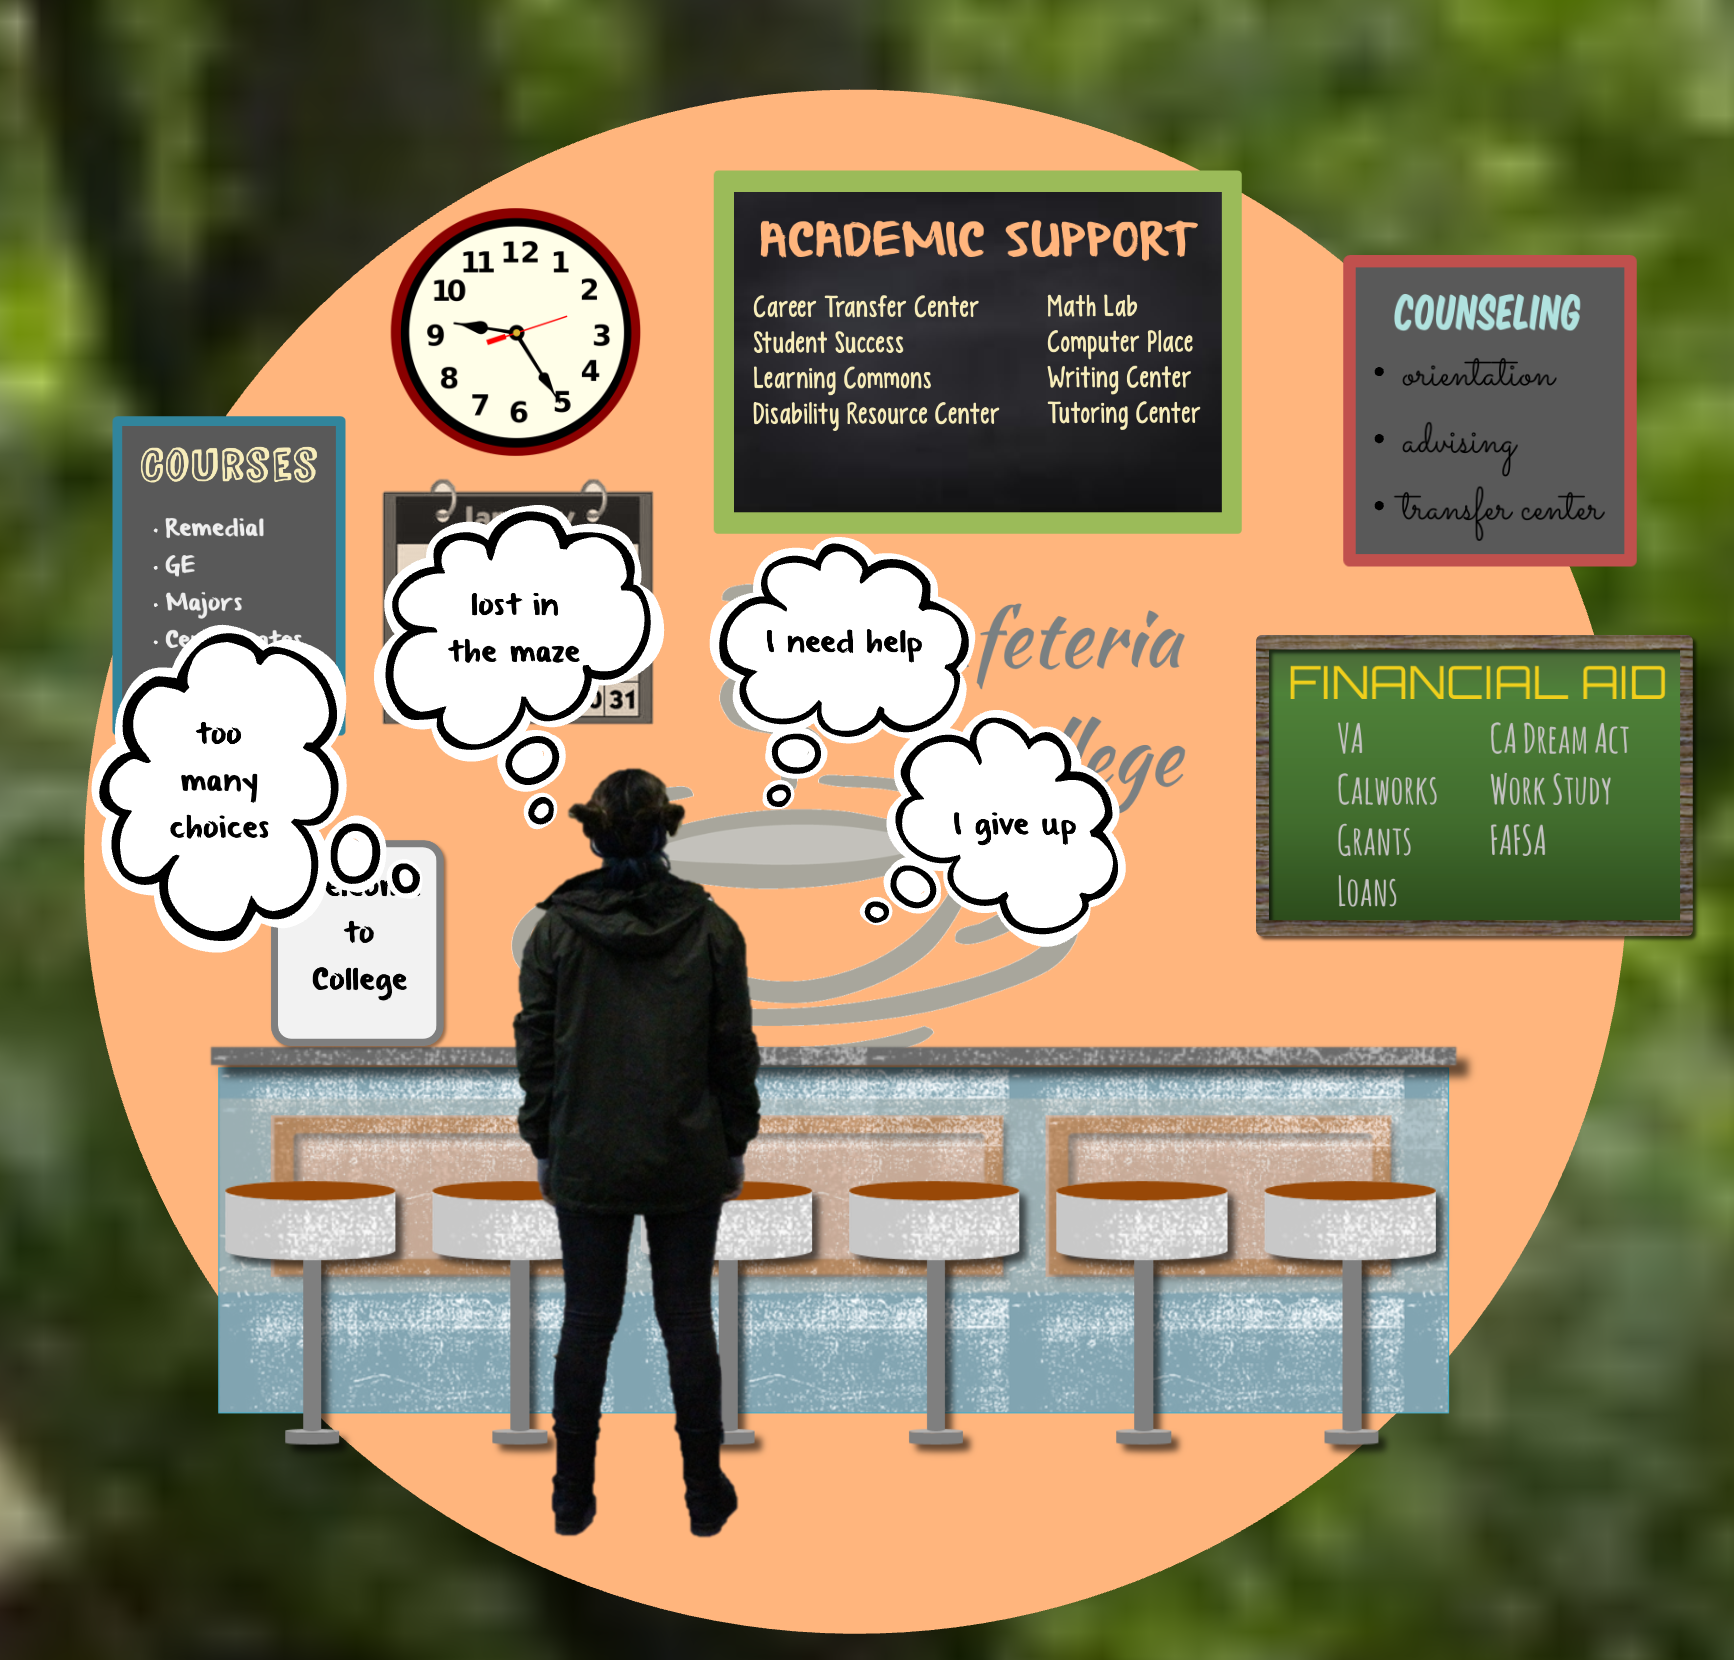 12
11
1
10
2
9
3
8
4
7
5
6
ACADEMIC SUPPORT
Career Transfer Center
Student Success
Learning Commons
Disability Resource Center
Math Lab
Computer Place
Writing Center
Tutoring Center
COUNSELING
• orientation
• advising
• transfer center
COURSES
· Remedial
· GE
· Majors
31
lost in
the maze
I need help
feteria
lege
I give up
too
many
choices
to
College
FINANCIAL AID
VA
CALWORKS
GRANTS
LOANS
CA DREAM ACT
WORK STUDY
FAFSA